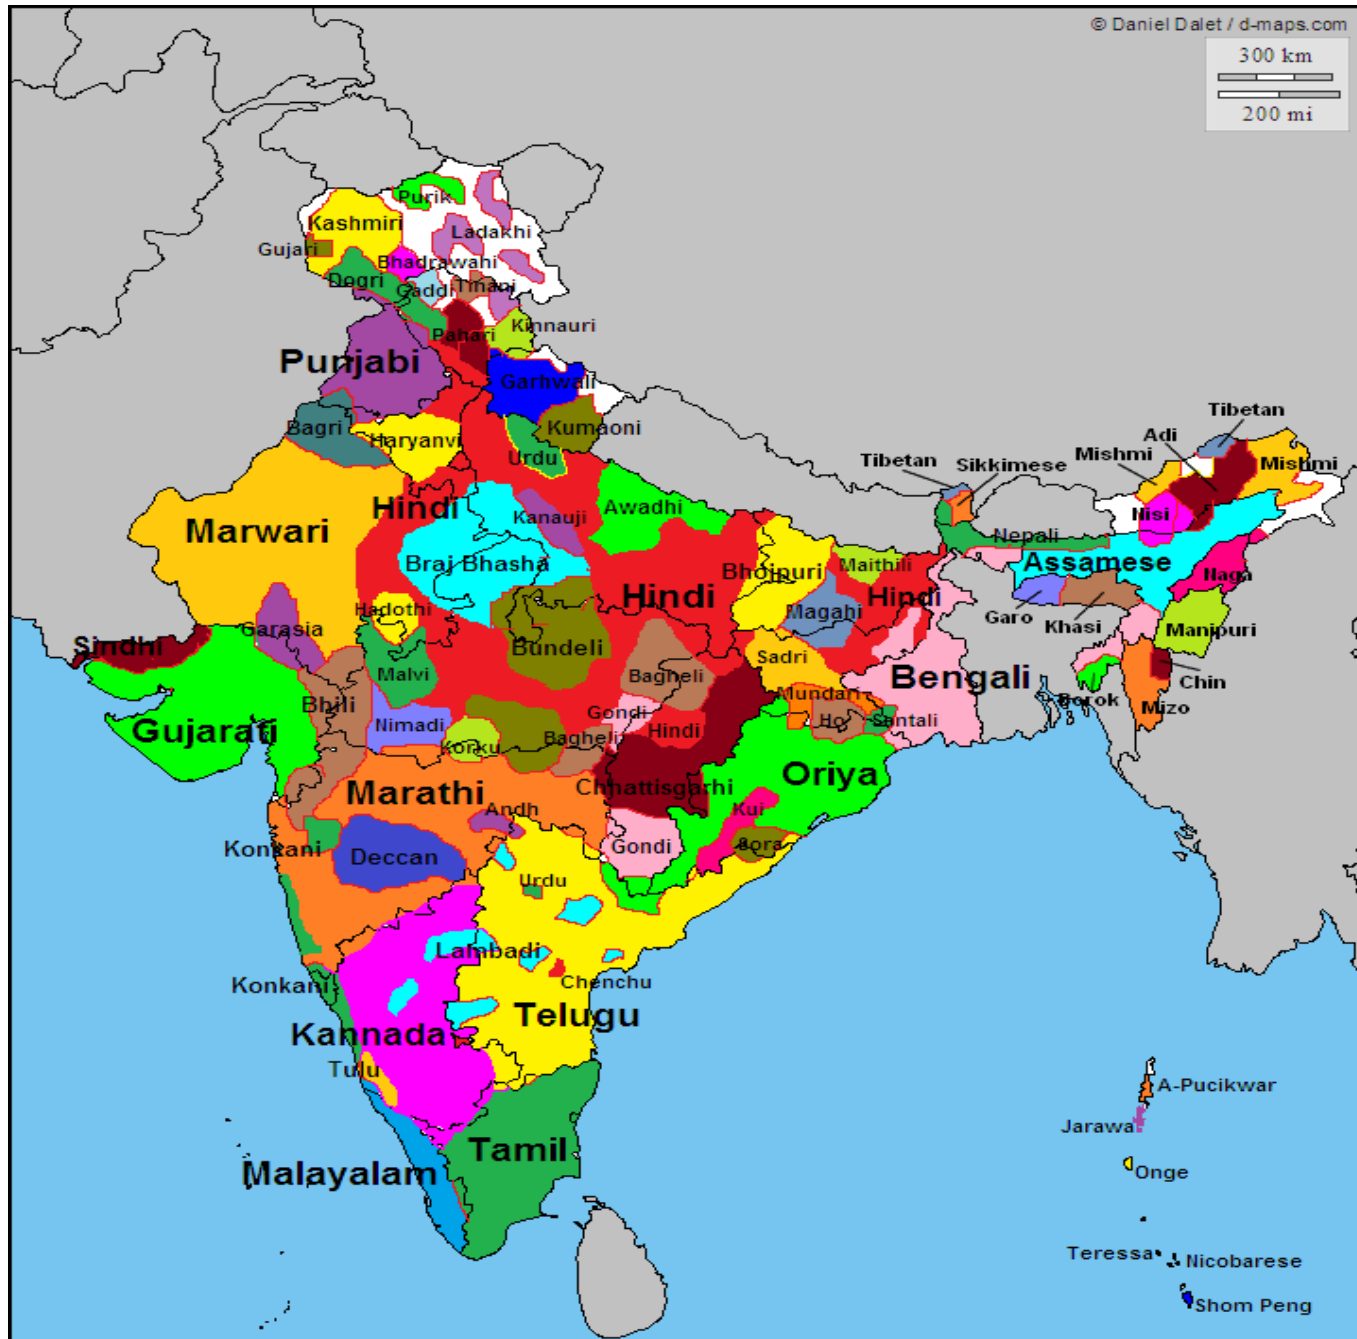 © Daniel Dalet / d-maps.com
300 km
200 mi
Purik
Kashmiri
Ladakhi
Gujari
Bhadrawahi
Dogri
Gaddi
Tinani
Pahari
Kinnauri
Punjabi
Garhwali
Bagri
Haryanvi
Kumaoni
Urdu
Tibetan
Adi
Mishmi
Mishmi
Tibetan
Sikkimese
Hindi
Kanauji
Awadhi
Marwari
Nisi
Nepali
Braj Bhasha
Bhojpuri
Maithili
Assamese
Naga
Hindi
Hindi
Magahi
Garo
Khasi
Manipuri
Hadothi
Garasia
Sindhi
Bundeli
Sadri
Malvi
Bagheli
Bengali
Chin
Bhili
Mundari
Borok
Mizo
Gujarati
Nimadi
Gondi
Hindi
Ho
Santali
Korku
Bagheli
Oriya
Marathi
Chhattisgarhi
Andh
Kui
Konkani
Deccan
Gondi
Sora
Urdu
Lambadi
Chenchu
Konkani
Telugu
Kannada
Tulu
A-Pucikwar
Jarawa
Tamil
Malayalam
Onge
Teressa
Nicobarese
Shom Peng